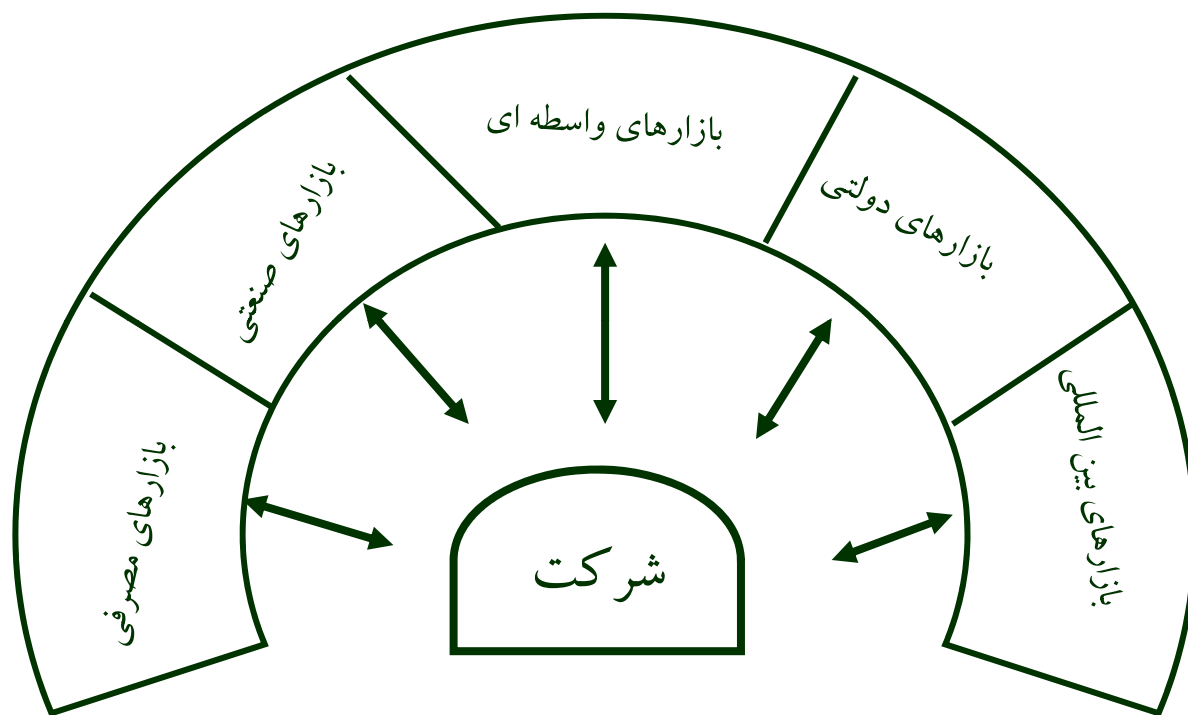 بازارهای واسطه ای
بازارهای دولتی
بازارهای صنعتی
بازارهای بین المللی
بازارهای مصرفی
شرکت